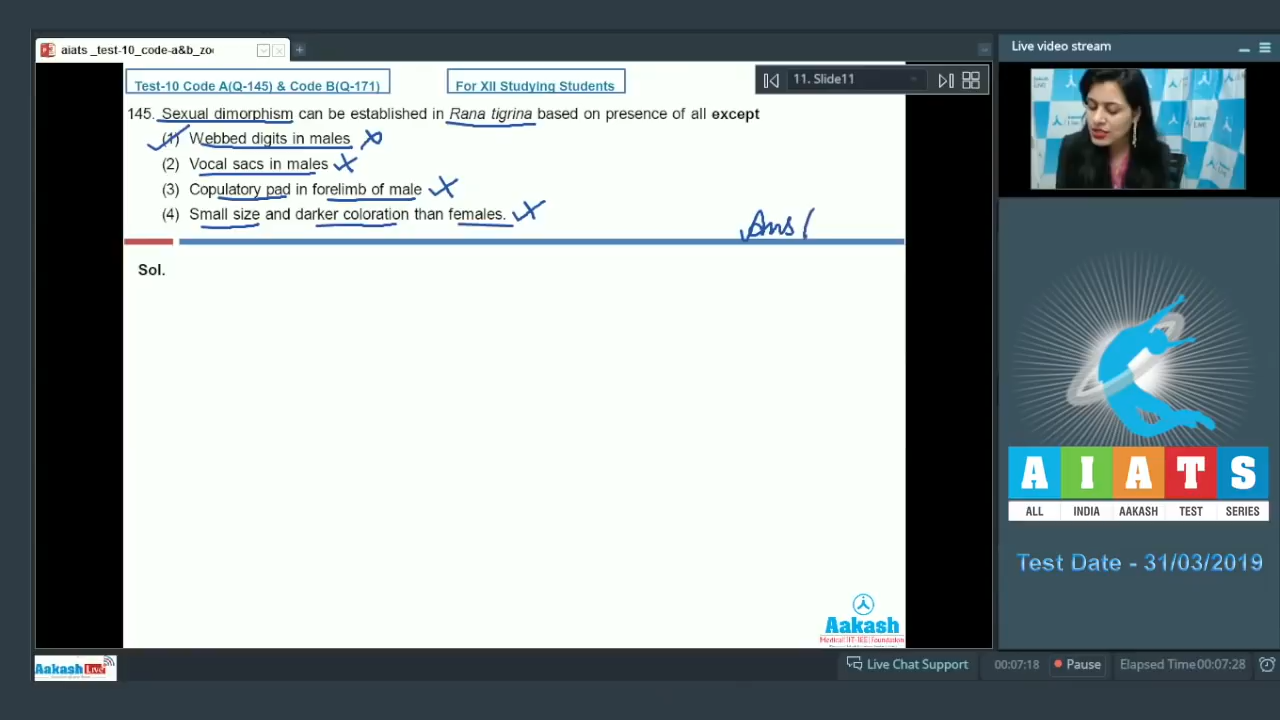 aiats _test-10_code-a&b_zoo
Live video stream
Test-10 Code A(Q-145) & Code B(Q-171)
For XII Studying Students
11. Slide11
145. Sexual dimorphism can be established in Rana tigrina based on presence of all except
(1) Webbed digits in males
(2) Vocal sacs in males
(3) Copulatory pad in forelimb of male
(4) Small size and darker coloration than females.
Ans (
Sol.
A I A T S
ALL INDIA AAKASH TEST SERIES
Test Date - 31/03/2019
Aakash
Medical|IIT-JEE|Foundation
Aakash Live
Live Chat Support
00:07:18
Pause
Elapsed Time 00:07:28